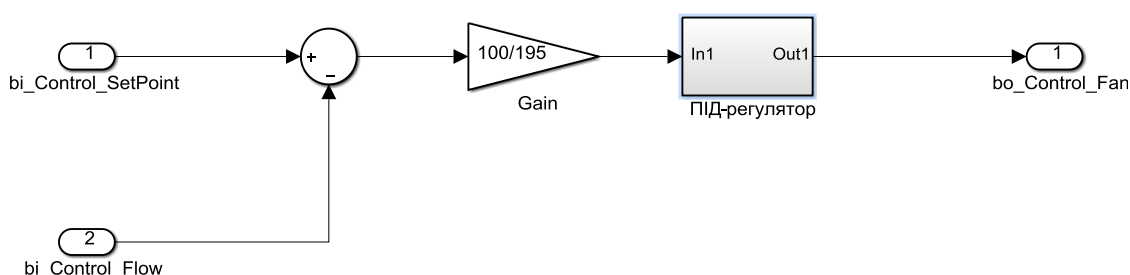 1
bi_Control_SetPoint
+
−
100/195
Gain
In1
Out1
ПІД-регулятор
1
bo_Control_Fan
2
bi_Control_Flow